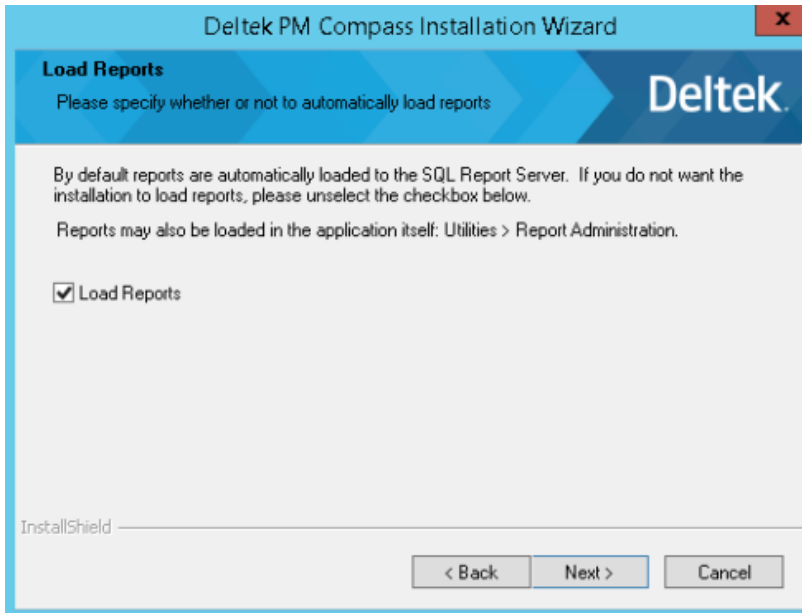 Deltek PM Compass Installation Wizard
x
Load Reports
Please specify whether or not to automatically load reports
Deltek.
By default reports are automatically loaded to the SQL Report Server. If you do not want the
installation to load reports, please unselect the checkbox below.
Reports may also be loaded in the application itself: Utilities > Report Administration.
Load Reports
InstallShield
< Back
Next >
Cancel